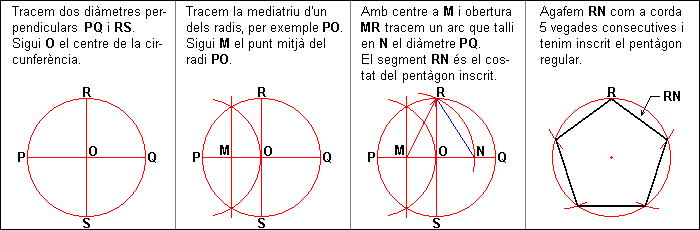 Tracem dos diàmetres per-
pendiculars PQ i RS.
Sigui O el centre de la cir-
cunferència.
R
P
O
Q
S
Tracem la mediatriu d'un
dels radis, per exemple PO.
Sigui M el punt mitjà del
radi PO.
R
P
M
O
Q
S
Amb centre a M i obertura
MR tracem un arc que talli
en N el diàmetre PQ.
El segment RN és el cos-
tat del pentàgon inscrit.
R
P
M
O
N
Q
S
Agafem RN com a corda
5 vegades consecutives i
tenim inscrit el pentàgon
regular.
R
RN